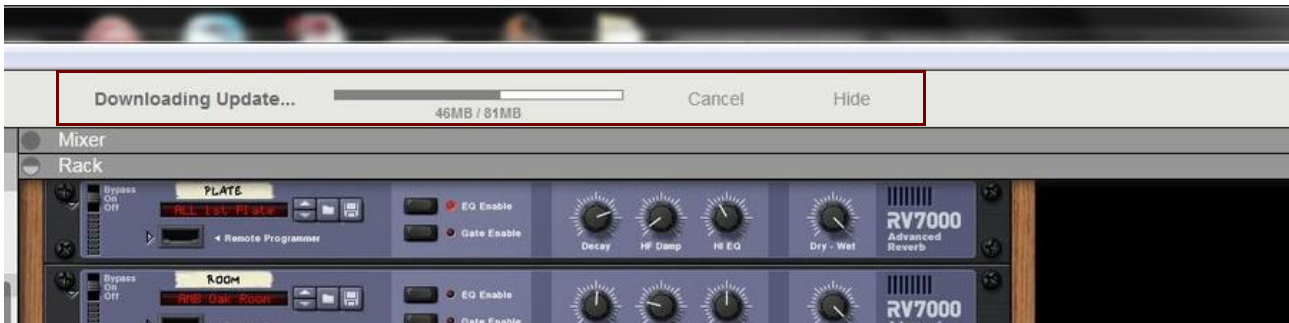 Downloading Update... Cancel Hide
46MB / 81MB
Mixer
Rack
Bypass
On
Off
PLATE
ALL 1st Plate
Remote Programmer
EQ Enable
Gate Enable
Decay HF Damp HI EQ
Dry - Wet
RV7000
Advanced
Reverb
Bypass
On
Off
ROOM
AMB Oak Room
EQ Enable
Gate Enable
RV7000